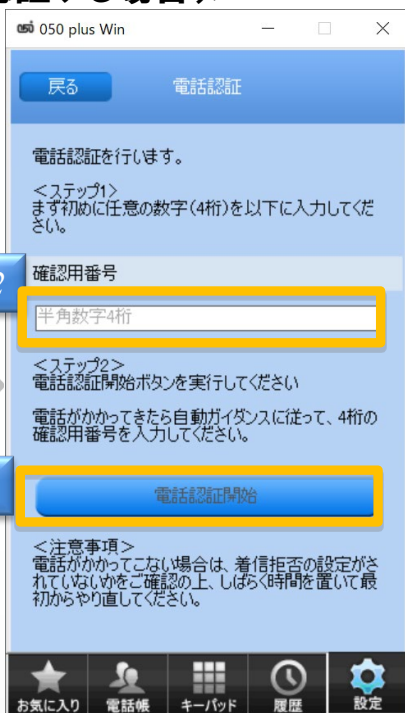 050 plus Win
戻る
電話認証
電話認証を行います。
<ステップ1>
まず初めに任意の数字(4桁)を以下に入力してくだ
さい。
2
確認用番号
半角数字4桁
<ステップ2>
電話認証開始ボタンを実行してください
電話がかかってきたら自動ガイダンスに従って、4桁の
確認用番号を入力してください。
電話認証開始
<注意事項>
電話がかかってこない場合は、着信拒否の設定がさ
れていないかをご確認の上、しばらく時間を置いて最
初からやり直してください。
お気に入り 電話帳 キーパッド 履歴 設定